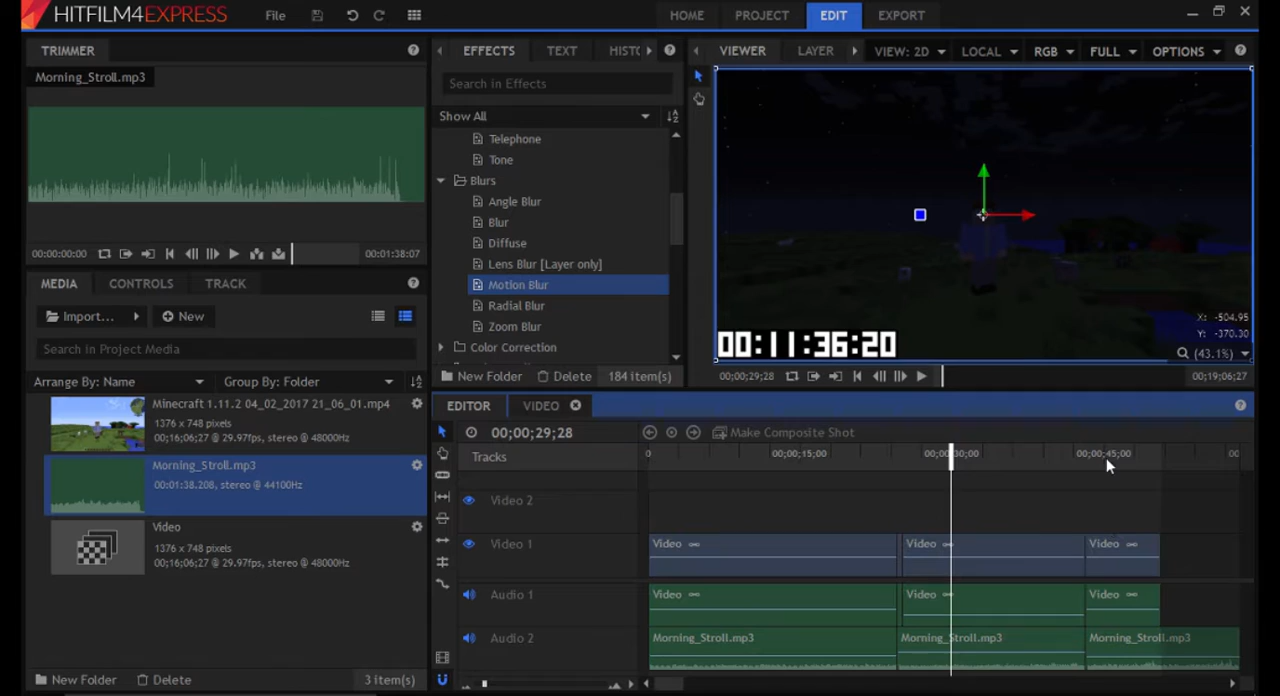 HITFILM4EXPRESS File HOME PROJECT EDIT EXPORT
TRIMMER
Morning_Stroll.mp3
00:00:00:00 00:01:38:07
MEDIA CONTROLS TRACK
Import... New
Search in Project Media
Arrange By: Name Group By: Folder
Minecraft 1.11.2 04_02_2017 21_06_01.mp4
1376 x 748 pixels
00;16;06;27 @ 29.97fps, stereo @ 48000Hz
Morning_Stroll.mp3
00:01:38.208, stereo @ 44100Hz
Video
1376 x 748 pixels
00;16;06;27 @ 29.97fps, stereo @ 48000Hz
New Folder Delete 3 item(s)
EFFECTS TEXT HISTO
Search in Effects
Show All
Telephone
Tone
Blurs
Angle Blur
Blur
Diffuse
Lens Blur [Layer only]
Motion Blur
Radial Blur
Zoom Blur
Color Correction
New Folder Delete 184 item(s)
VIEWER LAYER VIEW: 2D LOCAL RGB FULL OPTIONS
00:11:36:20
X: -504.95
Y: -370.30
(43.1%)
00;00;29;28 00;19;06;27
EDITOR VIDEO
00;00;29;28 Make Composite Shot
Tracks 0 00;00;15;00 00;00;30;00 00;00;45;00 00
Video 2
Video 1 Video Video Video
Audio 1 Video Video Video
Audio 2 Morning_Stroll.mp3 Morning_Stroll.mp3 Morning_Stroll.mp3